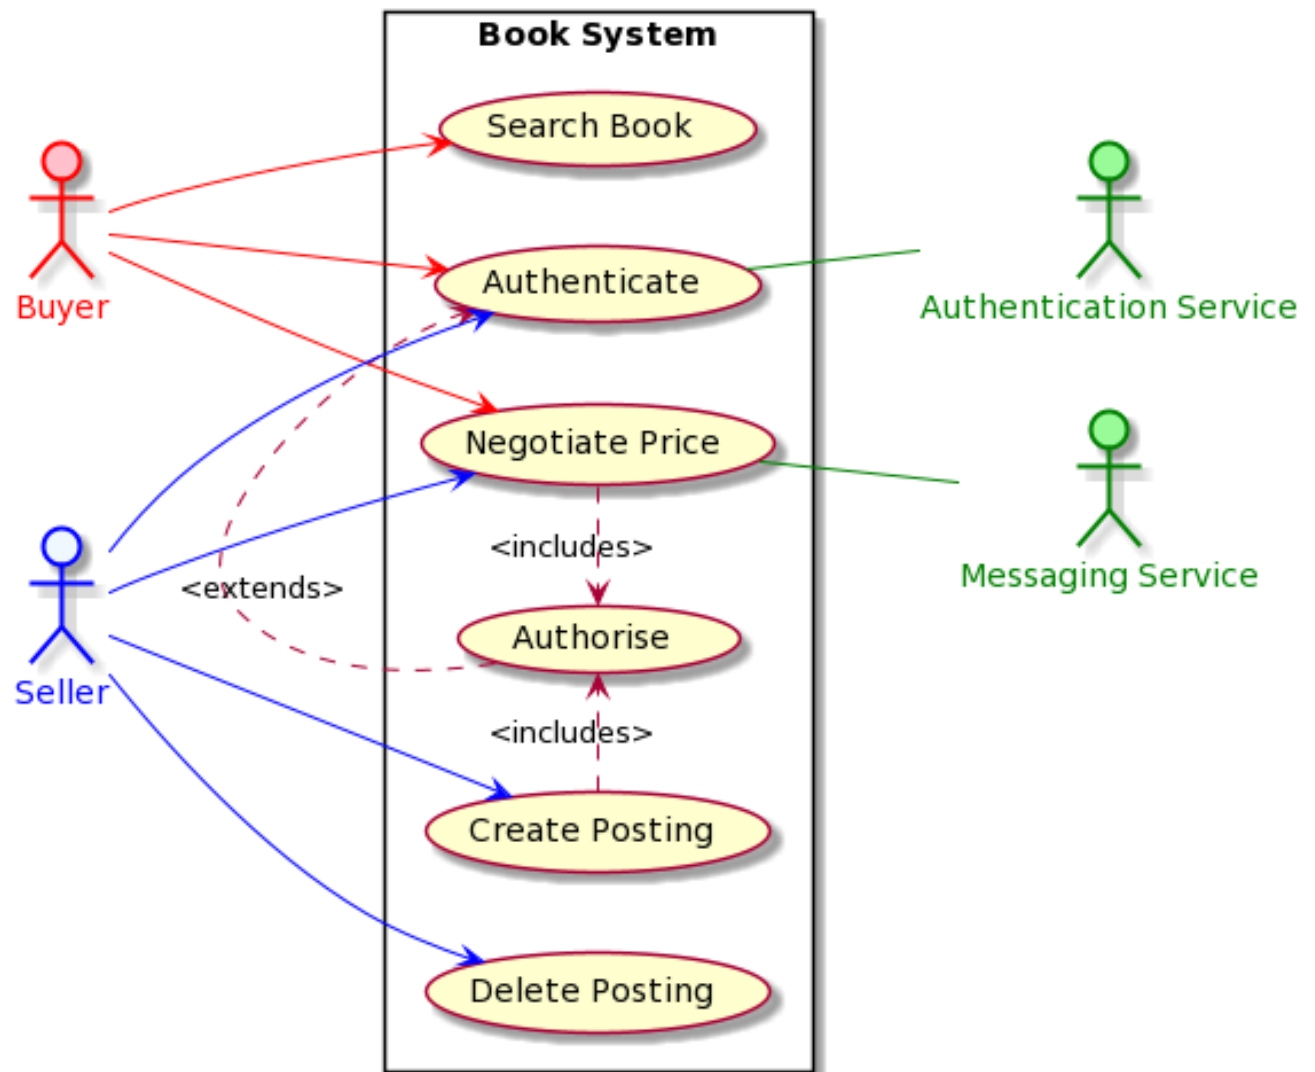 Book System
Search Book
Buyer
Authenticate
Authentication Service
Negotiate Price
<includes>
Messaging Service
<extends>
Authorise
Seller
<includes>
Create Posting
Delete Posting